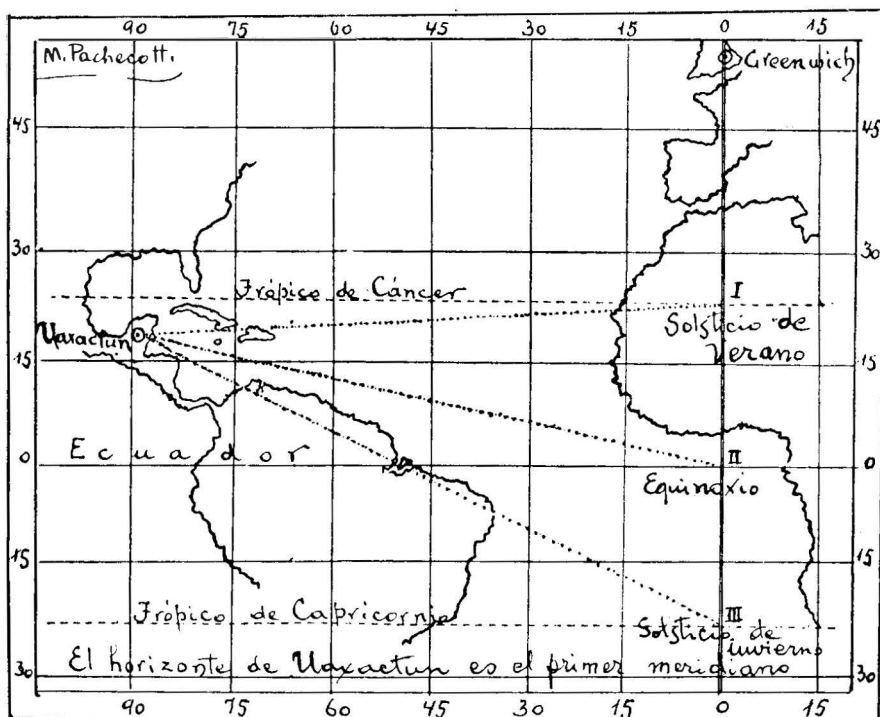 90 75 60 45 30 15 0 15
M. Pacheco H.
Greenwich
45 45
30 30
Trópico de Cáncer
I
Solsticio de
Verano
Uaxactun
15 15
Ecuador
II
0 0
Equinoxio
15 15
Trópico de Capricornio
III
Solsticio de
invierno
El horizonte de Uaxactun es el primer meridiano
30 30
90 75 60 45 30 15 0 15